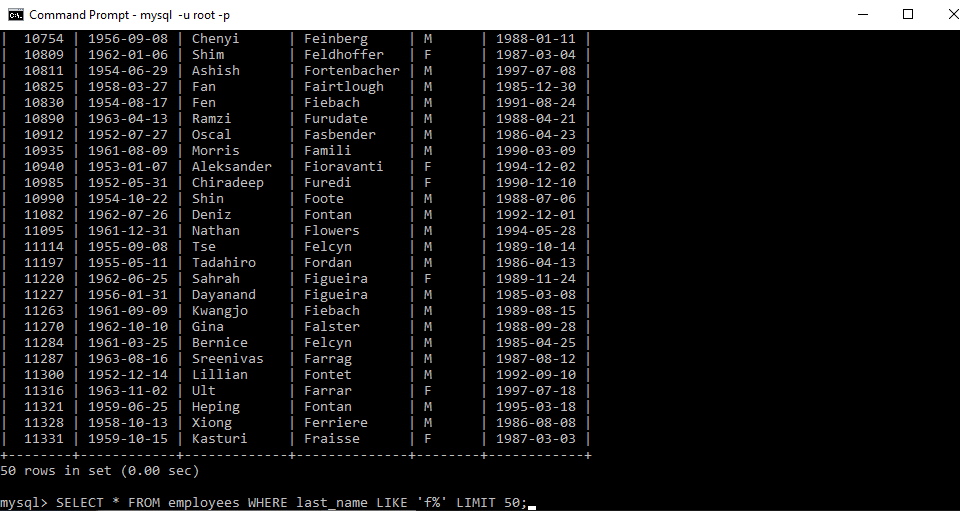 Command Prompt - mysql -u root -p
| 10754 | 1956-09-08 | Chenyi | Feinberg | M | 1988-01-11 |
| 10809 | 1962-01-06 | Shim | Feldhoffer | F | 1987-03-04 |
| 10811 | 1954-06-29 | Ashish | Fortenbacher | M | 1997-07-08 |
| 10825 | 1958-03-27 | Fan | Fairtlough | M | 1985-12-30 |
| 10830 | 1954-08-17 | Fen | Fiebach | M | 1991-08-24 |
| 10890 | 1963-04-13 | Ramzi | Furudate | M | 1988-04-21 |
| 10912 | 1952-07-27 | Oscal | Fasbender | M | 1986-04-23 |
| 10935 | 1961-08-09 | Morris | Famili | M | 1990-03-09 |
| 10940 | 1953-01-07 | Aleksander | Fioravanti | F | 1994-12-02 |
| 10985 | 1952-05-31 | Chiradeep | Furedi | F | 1990-12-10 |
| 10990 | 1954-10-22 | Shin | Foote | M | 1988-07-06 |
| 11082 | 1962-07-26 | Deniz | Fontan | M | 1992-12-01 |
| 11095 | 1961-12-31 | Nathan | Flowers | M | 1994-05-28 |
| 11114 | 1955-09-08 | Tse | Felcyn | M | 1989-10-14 |
| 11197 | 1955-05-11 | Tadahiro | Fordan | M | 1986-04-13 |
| 11220 | 1962-06-25 | Sahrah | Figueira | F | 1989-11-24 |
| 11227 | 1956-01-31 | Dayanand | Figueira | M | 1985-03-08 |
| 11263 | 1961-09-09 | Kwangjo | Fiebach | M | 1989-08-15 |
| 11270 | 1962-10-10 | Gina | Falster | M | 1988-09-28 |
| 11284 | 1961-03-25 | Bernice | Felcyn | M | 1985-04-25 |
| 11287 | 1963-08-16 | Sreenivas | Farrag | M | 1987-08-12 |
| 11300 | 1952-12-14 | Lillian | Fontet | M | 1992-09-10 |
| 11316 | 1963-11-02 | Ult | Farrar | F | 1997-07-18 |
| 11321 | 1959-06-25 | Heping | Fontan | M | 1995-03-18 |
| 11328 | 1958-10-13 | Xiong | Ferriere | M | 1986-08-08 |
| 11331 | 1959-10-15 | Kasturi | Fraisse | F | 1987-03-03 |
+--------+------------+-------------+--------------+--------+------------+
50 rows in set (0.00 sec)
mysql> SELECT * FROM employees WHERE last_name LIKE 'f%' LIMIT 50;